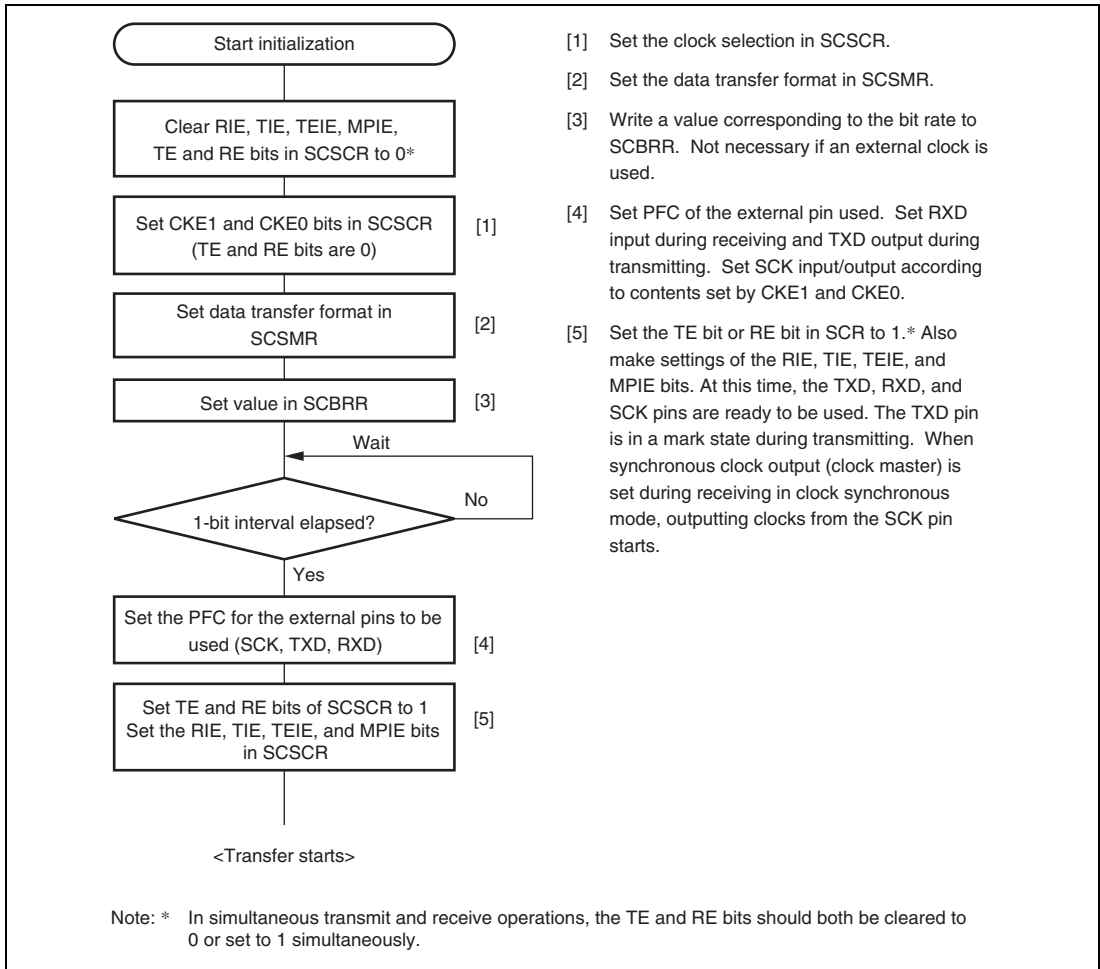 Start initialization
Clear RIE, TIE, TEIE, MPIE,
TE and RE bits in SCSCR to 0*
Set CKE1 and CKE0 bits in SCSCR
(TE and RE bits are 0)
[1]
Set data transfer format in
SCSMR
[2]
Set value in SCBRR
[3]
Wait
1-bit interval elapsed?
No
Yes
Set the PFC for the external pins to be
used (SCK, TXD, RXD)
[4]
Set TE and RE bits of SCSCR to 1
Set the RIE, TIE, TEIE, and MPIE bits
in SCSCR
[5]
<Transfer starts>
[1] Set the clock selection in SCSCR.
[2] Set the data transfer format in SCSMR.
[3] Write a value corresponding to the bit rate to
SCBRR. Not necessary if an external clock is
used.
[4] Set PFC of the external pin used. Set RXD
input during receiving and TXD output during
transmitting. Set SCK input/output according
to contents set by CKE1 and CKE0.
[5] Set the TE bit or RE bit in SCR to 1.* Also
make settings of the RIE, TIE, TEIE, and
MPIE bits. At this time, the TXD, RXD, and
SCK pins are ready to be used. The TXD pin
is in a mark state during transmitting. When
synchronous clock output (clock master) is
set during receiving in clock synchronous
mode, outputting clocks from the SCK pin
starts.
Note: * In simultaneous transmit and receive operations, the TE and RE bits should both be cleared to
0 or set to 1 simultaneously.